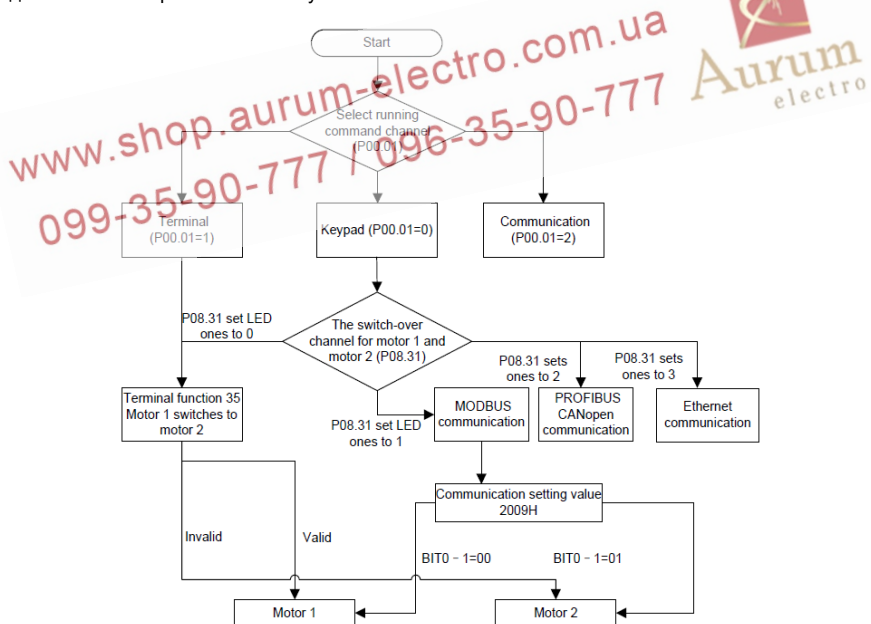 Start
Select running
command channel
(P00.01)
www.shop.aurum-electro.com.ua
099-35-90-777 / 096-35-90-777
Aurum
electro
Terminal
(P00.01=1)
Keypad (P00.01=0)
Communication
(P00.01=2)
P08.31 set LED
ones to 0
The switch-over
channel for motor 1 and
motor 2 (P08.31)
P08.31 sets
ones to 2
P08.31 sets
ones to 3
Terminal function 35
Motor 1 switches to
motor 2
P08.31 set LED
ones to 1
MODBUS
communication
PROFIBUS
CANopen
communication
Ethernet
communication
Communication setting value
2009H
Invalid
Valid
BIT0 - 1=00
BIT0 - 1=01
Motor 1
Motor 2